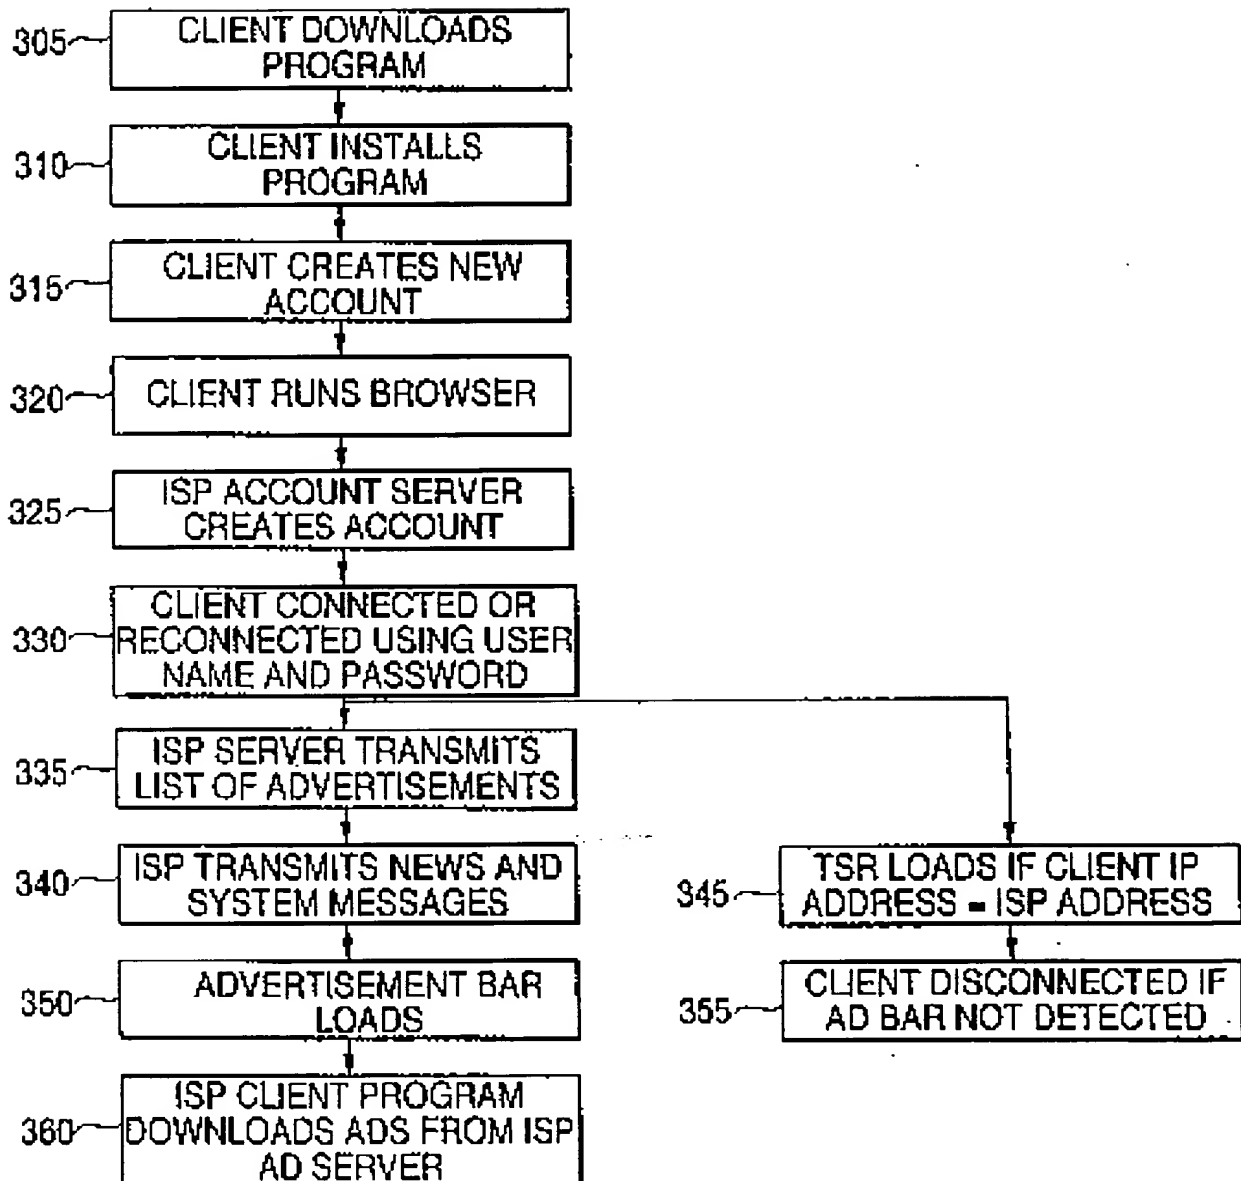 305
CLIENT DOWNLOADS
PROGRAM
310
CLIENT INSTALLS
PROGRAM
315
CLIENT CREATES NEW
ACCOUNT
320
CLIENT RUNS BROWSER
325
ISP ACCOUNT SERVER
CREATES ACCOUNT
330
CLIENT CONNECTED OR
RECONNECTED USING USER
NAME AND PASSWORD
335
ISP SERVER TRANSMITS
LIST OF ADVERTISEMENTS
340
ISP TRANSMITS NEWS AND
SYSTEM MESSAGES
345
TSR LOADS IF CLIENT IP
ADDRESS = ISP ADDRESS
350
ADVERTISEMENT BAR
LOADS
355
CLIENT DISCONNECTED IF
AD BAR NOT DETECTED
360
ISP CLIENT PROGRAM
DOWNLOADS ADS FROM ISP
AD SERVER